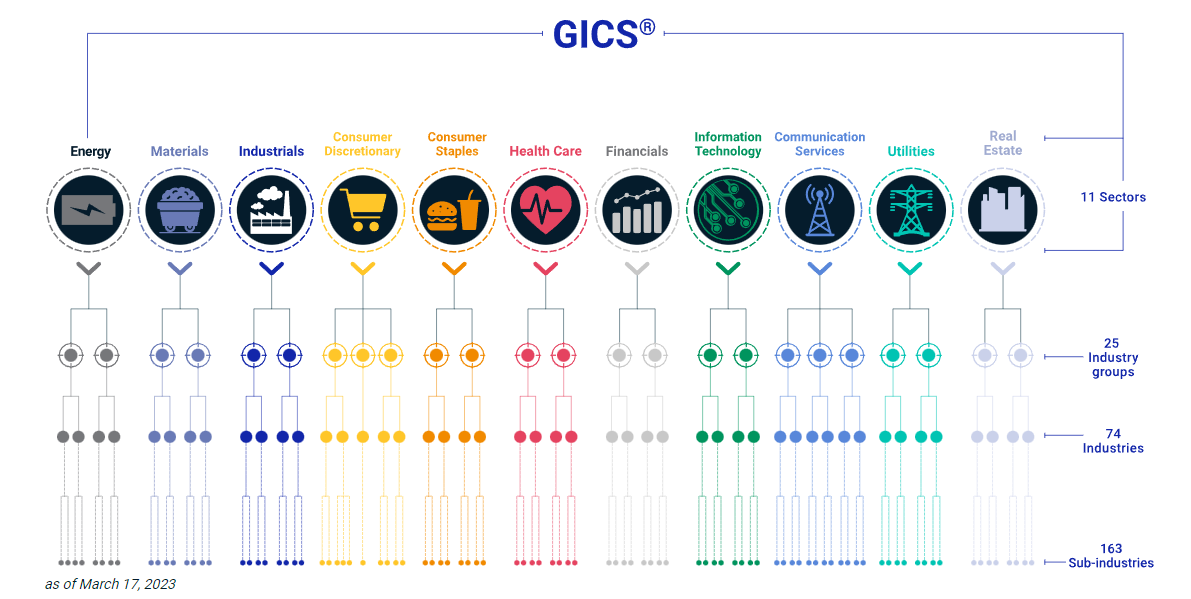 GICS®
Energy
Materials
Industrials
Consumer
Discretionary
Consumer
Staples
Health Care
Financials
Information
Technology
Communication
Services
Utilities
Real
Estate
11 Sectors
25
Industry
groups
74
Industries
163
Sub-industries
as of March 17, 2023